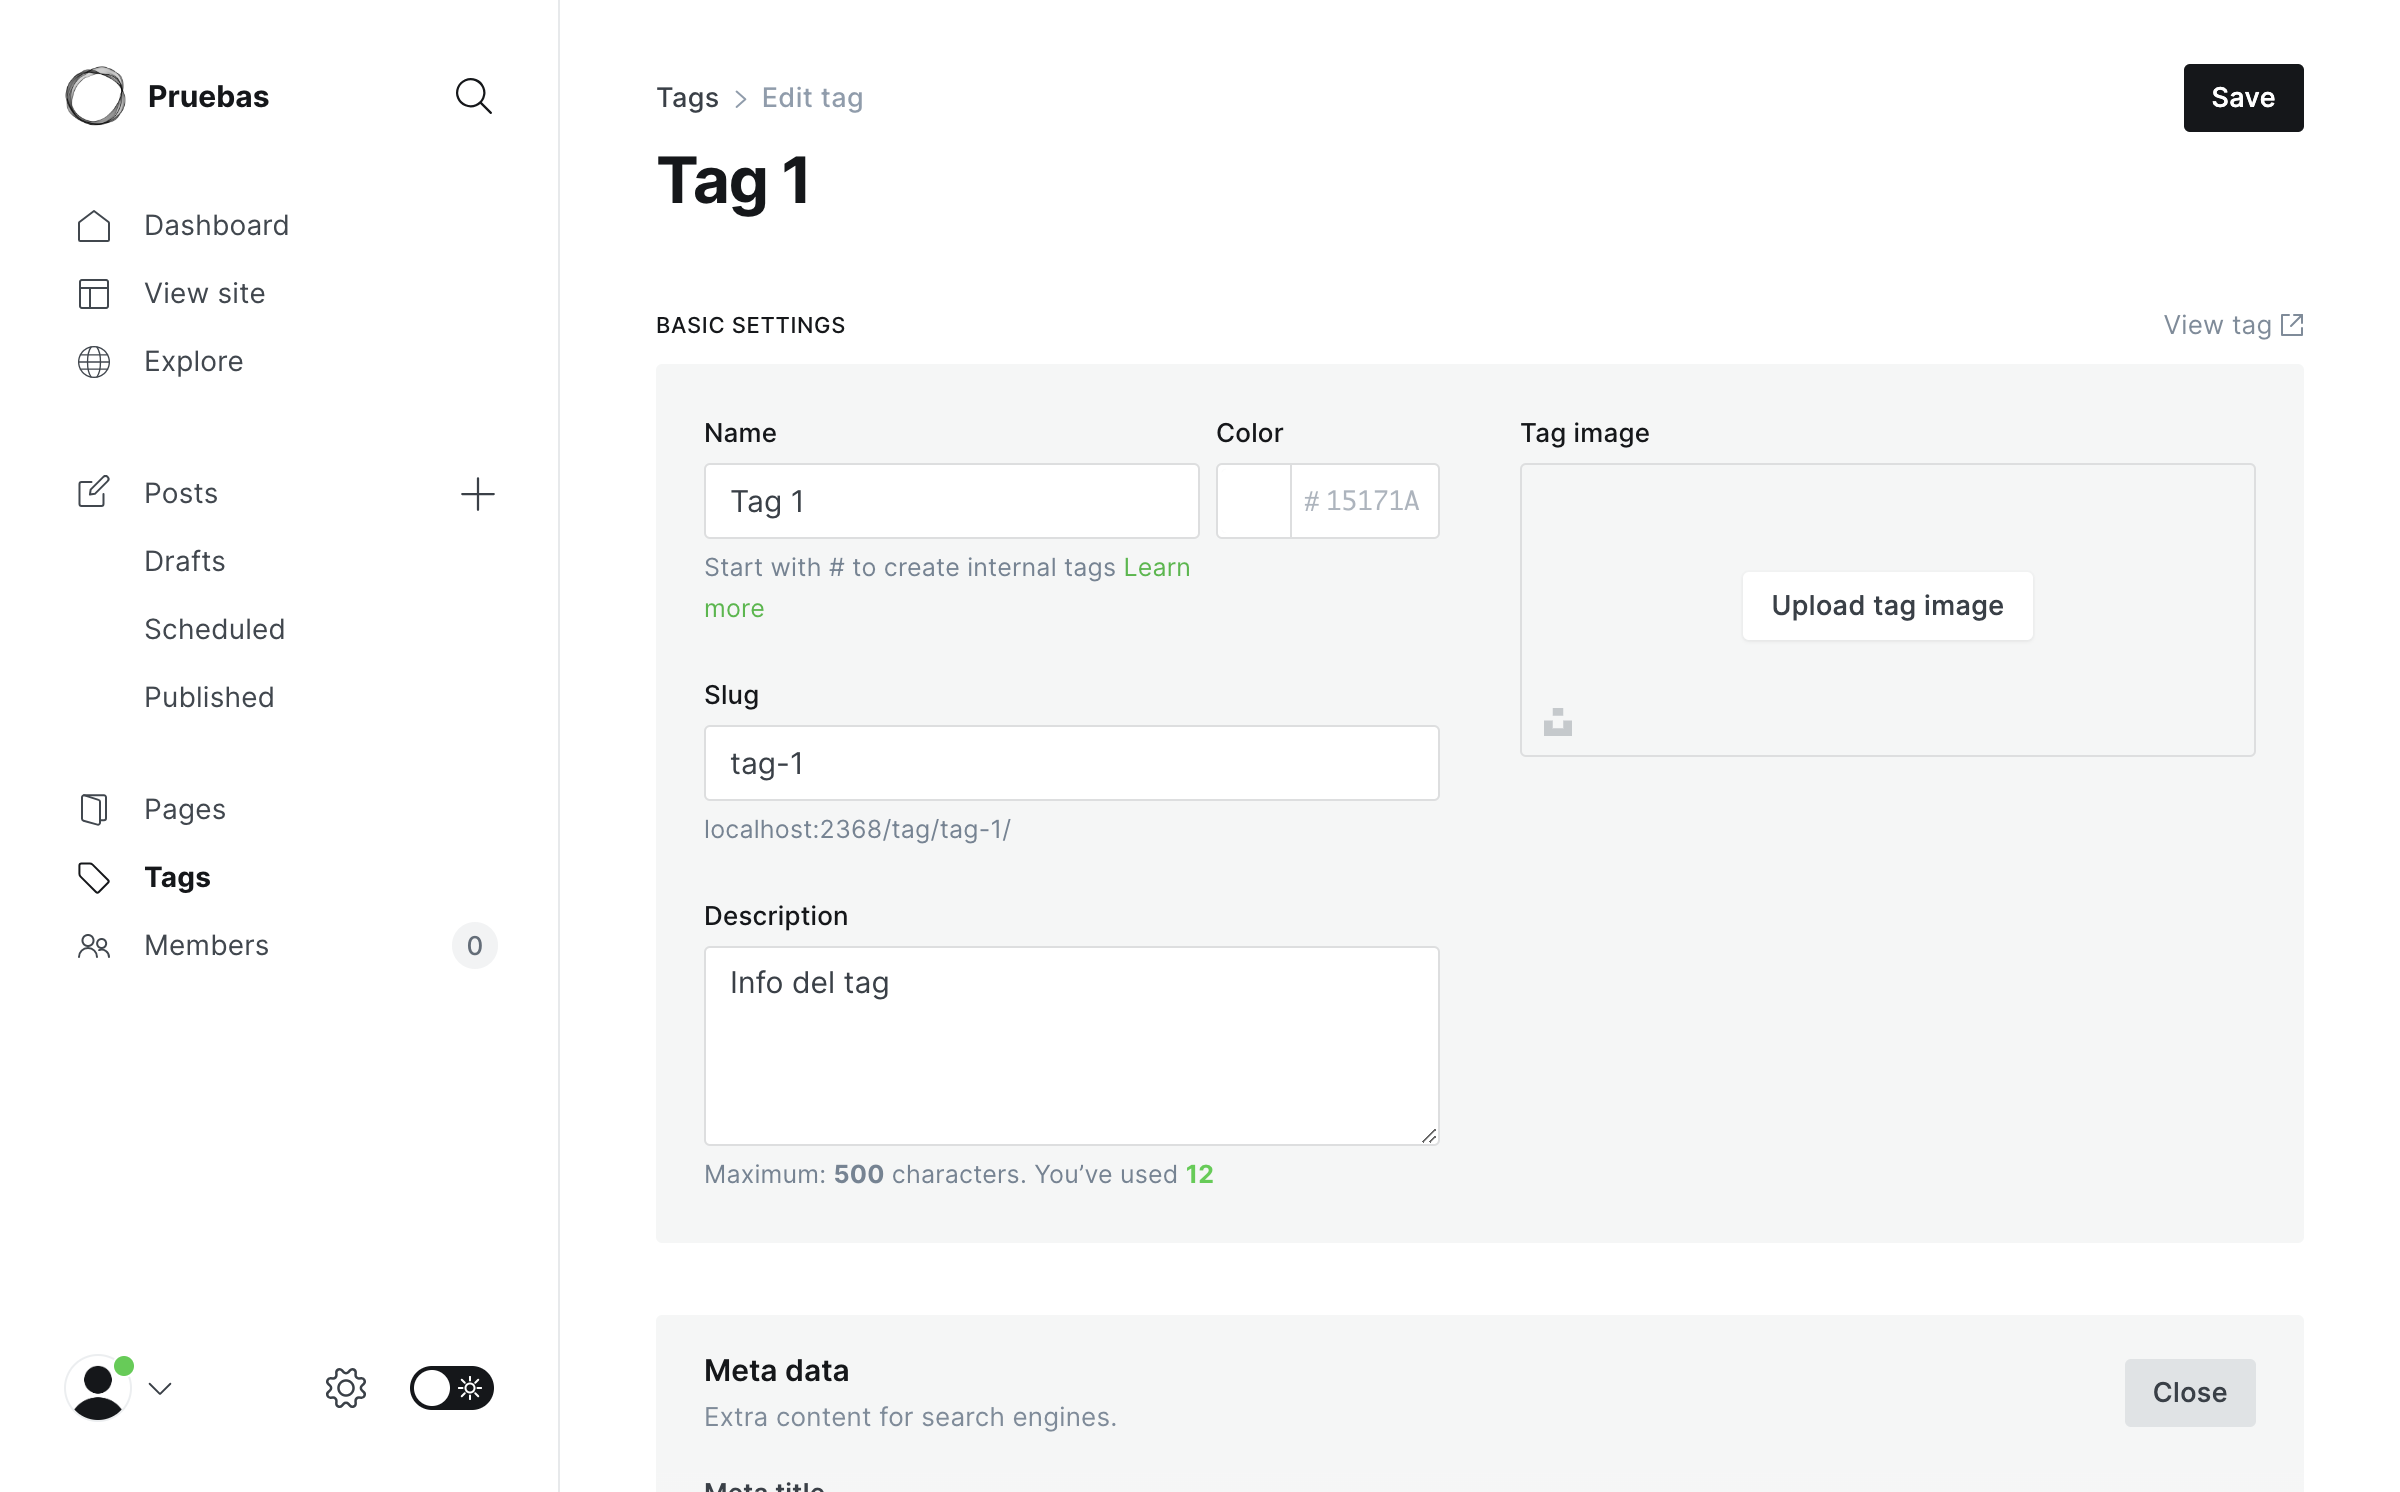 Pruebas
Dashboard
View site
Explore
Posts
Drafts
Scheduled
Published
Pages
Tags
Members
0
Tags > Edit tag
Save
Tag 1
BASIC SETTINGS
View tag
Name
Tag 1
Start with # to create internal tags Learn
more
Color
# 15171A
Slug
tag-1
localhost:2368/tag/tag-1/
Description
Info del tag
Maximum: 500 characters. You’ve used 12
Tag image
Upload tag image
Meta data
Extra content for search engines.
Close
Meta title